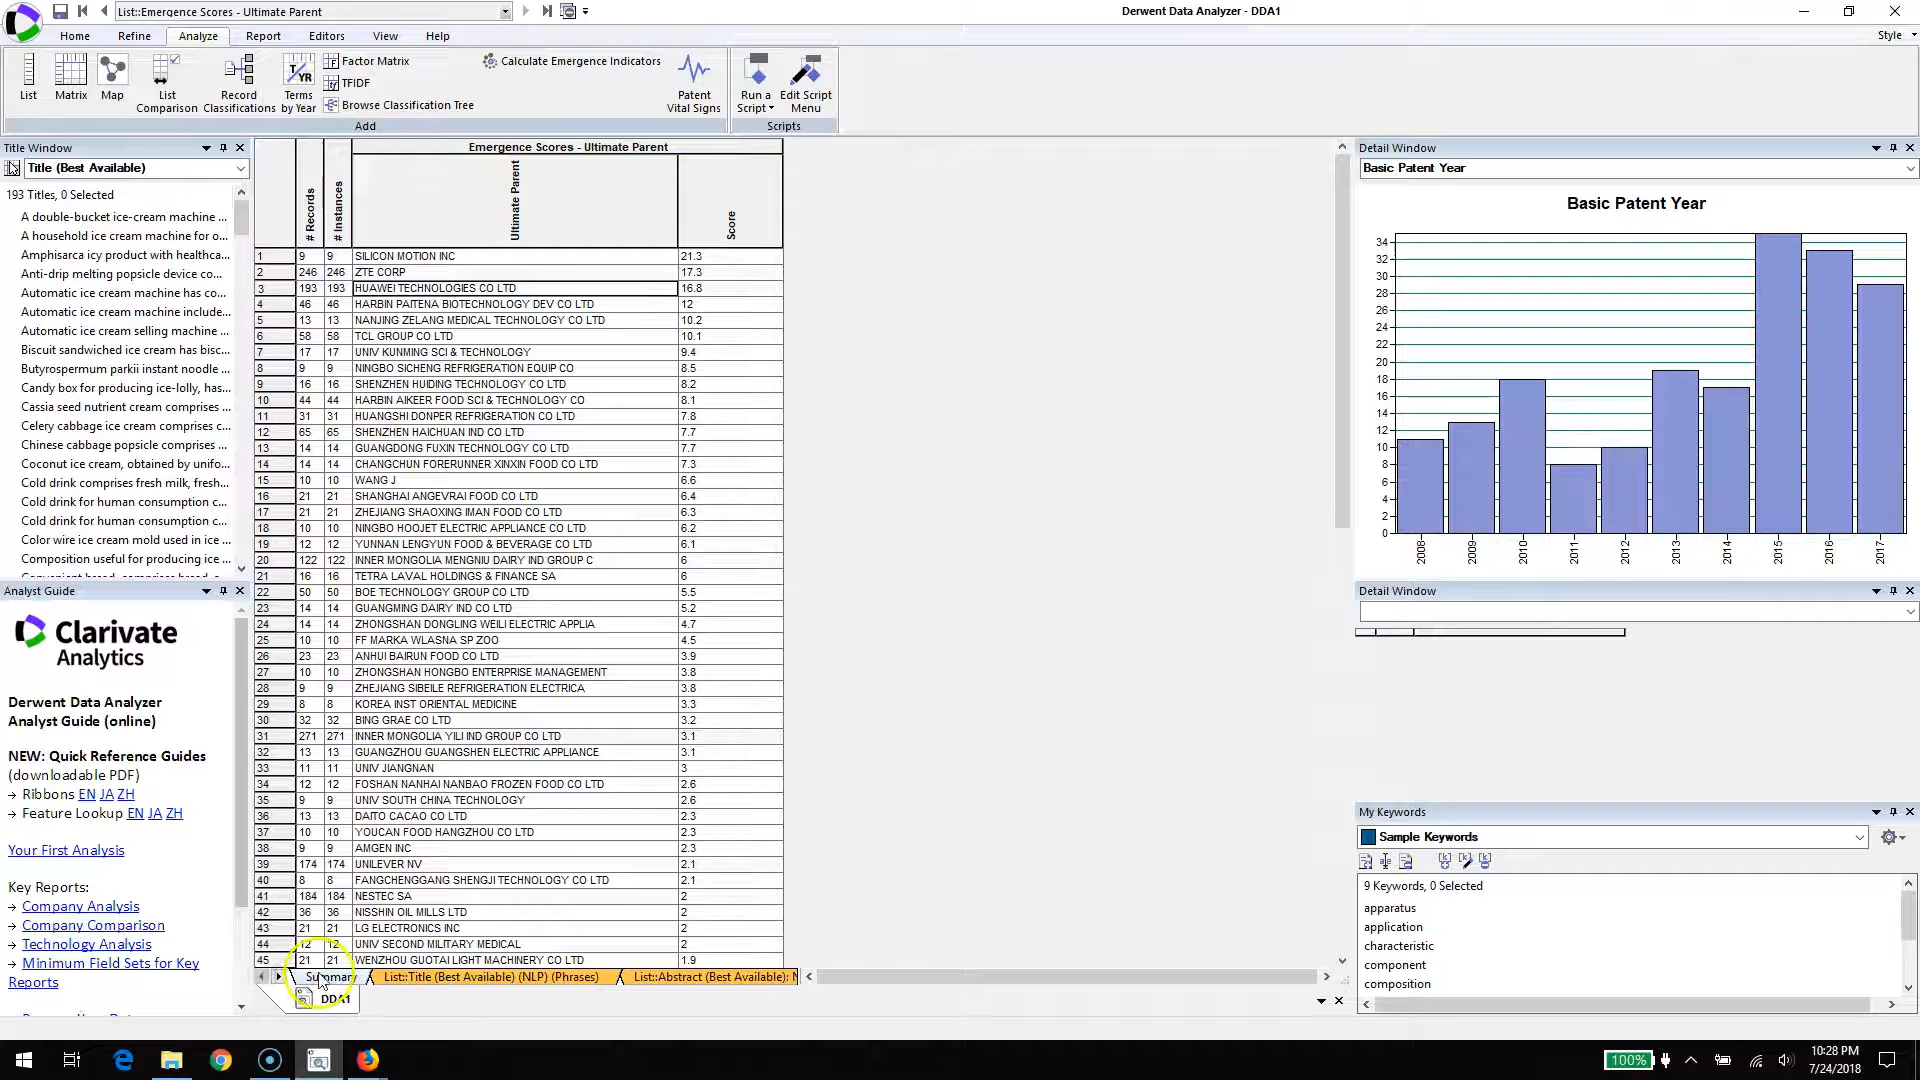 List::Emergence Scores - Ultimate Parent
Derwent Data Analyzer - DDA1
Home Refine Analyze Report Editors View Help
Style
List
Matrix
Map
List Comparison
Record Classifications
Terms by Year
Factor Matrix
TFIDF
Browse Classification Tree
Calculate Emergence Indicators
Patent Vital Signs
Run a Script
Edit Script Menu
Add
Scripts
Title Window
Title (Best Available)
193 Titles, 0 Selected
A double-bucket ice-cream machine ...
A household ice cream machine for o...
Amphisarca icy product with healthca...
Anti-drip melting popsicle device co...
Automatic ice cream machine has co...
Automatic ice cream machine include...
Automatic ice cream selling machine ...
Biscuit sandwiched ice cream has bisc...
Butyrospermum parkii instant noodle ...
Candy box for producing ice-lolly, has...
Cassia seed nutrient cream comprises ...
Celery cabbage ice cream comprises c...
Chinese cabbage popsicle comprises ...
Coconut ice cream, obtained by unifo...
Cold drink comprises fresh milk, fresh...
Cold drink for human consumption c...
Cold drink for human consumption c...
Color wire ice cream mold used in ice ...
Composition useful for producing ice ...
Analyst Guide
Clarivate
Analytics
Derwent Data Analyzer
Analyst Guide (online)
NEW: Quick Reference Guides
(downloadable PDF)
→ Ribbons EN JA ZH
→ Feature Lookup EN JA ZH
Your First Analysis
Key Reports:
→ Company Analysis
→ Company Comparison
→ Technology Analysis
→ Minimum Field Sets for Key
Reports
Emergence Scores - Ultimate Parent
# Records
# Instances
Ultimate Parent
Score
1 9 9 SILICON MOTION INC 21.3
2 246 246 ZTE CORP 17.3
3 193 193 HUAWEI TECHNOLOGIES CO LTD 16.8
4 46 46 HARBIN PAITENA BIOTECHNOLOGY DEV CO LTD 12
5 13 13 NANJING ZELANG MEDICAL TECHNOLOGY CO LTD 10.2
6 58 58 TCL GROUP CO LTD 10.1
7 17 17 UNIV KUNMING SCI & TECHNOLOGY 9.4
8 9 9 NINGBO SICHENG REFRIGERATION EQUIP CO 8.5
9 16 16 SHENZHEN HUIDING TECHNOLOGY CO LTD 8.2
10 44 44 HARBIN AIKEER FOOD SCI & TECHNOLOGY CO 8.1
11 31 31 HUANGSHI DONPER REFRIGERATION CO LTD 7.8
12 65 65 SHENZHEN HAICHUAN IND CO LTD 7.7
13 14 14 GUANGDONG FUXIN TECHNOLOGY CO LTD 7.7
14 14 14 CHANGCHUN FORERUNNER XINXIN FOOD CO LTD 7.3
15 10 10 WANG J 6.6
16 21 21 SHANGHAI ANGEVRAI FOOD CO LTD 6.4
17 21 21 ZHEJIANG SHAOXING IMAN FOOD CO LTD 6.3
18 10 10 NINGBO HOOJET ELECTRIC APPLIANCE CO LTD 6.2
19 12 12 YUNNAN LENGYUN FOOD & BEVERAGE CO LTD 6.1
20 122 122 INNER MONGOLIA MENGNIU DAIRY IND GROUP C 6
21 16 16 TETRA LAVAL HOLDINGS & FINANCE SA 6
22 50 50 BOE TECHNOLOGY GROUP CO LTD 5.5
23 14 14 GUANGMING DAIRY IND CO LTD 5.2
24 14 14 ZHONGSHAN DONGLING WEILI ELECTRIC APPLIA 4.7
25 10 10 FF MARKA WLASNA SP ZOO 4.5
26 23 23 ANHUI BAIRUN FOOD CO LTD 3.9
27 10 10 ZHONGSHAN HONGBO ENTERPRISE MANAGEMENT 3.8
28 9 9 ZHEJIANG SIBEILE REFRIGERATION ELECTRICA 3.8
29 8 8 KOREA INST ORIENTAL MEDICINE 3.3
30 32 32 BING GRAE CO LTD 3.2
31 271 271 INNER MONGOLIA YILI IND GROUP CO LTD 3.1
32 13 13 GUANGZHOU GUANGSHEN ELECTRIC APPLIANCE 3.1
33 11 11 UNIV JIANGNAN 3
34 12 12 FOSHAN NANHAI NANBAO FROZEN FOOD CO LTD 2.6
35 9 9 UNIV SOUTH CHINA TECHNOLOGY 2.6
36 13 13 DAITO CACAO CO LTD 2.3
37 10 10 YOUCAN FOOD HANGZHOU CO LTD 2.3
38 9 9 AMGEN INC 2.3
39 174 174 UNILEVER NV 2.1
40 8 8 FANGCHENGGANG SHENGJI TECHNOLOGY CO LTD 2.1
41 184 184 NESTEC SA 2
42 36 36 NISSHIN OIL MILLS LTD 2
43 21 21 LG ELECTRONICS INC 2
44 12 12 UNIV SECOND MILITARY MEDICAL 2
45 21 21 WENZHOU GUOTAI LIGHT MACHINERY CO LTD 1.9
Summary
List::Title (Best Available) (NLP) (Phrases)
List::Abstract (Best Available):
DDA1
Detail Window
Basic Patent Year
Basic Patent Year
34
32
30
28
26
24
22
20
18
16
14
12
10
8
6
4
2
0
2008 2009 2010 2011 2012 2013 2014 2015 2016 2017
Detail Window
My Keywords
Sample Keywords
9 Keywords, 0 Selected
apparatus
application
characteristic
component
composition
100%
10:28 PM
7/24/2018